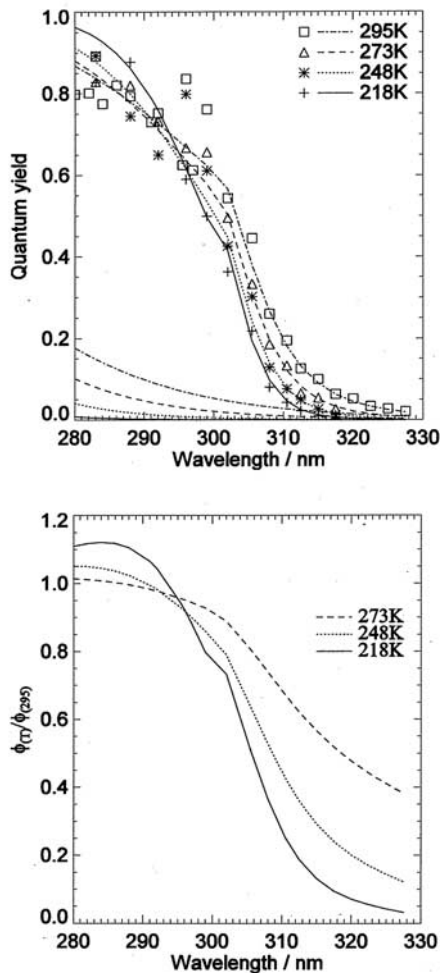 1.0
0.8
0.6
0.4
0.2
0.0
Quantum yield
295K
273K
248K
218K
280 290 300 310 320 330
Wavelength / nm
1.2
1.0
0.8
0.6
0.4
0.2
0.0
ϕ(T)/ϕ(295)
273K
248K
218K
280 290 300 310 320 330
Wavelength / nm